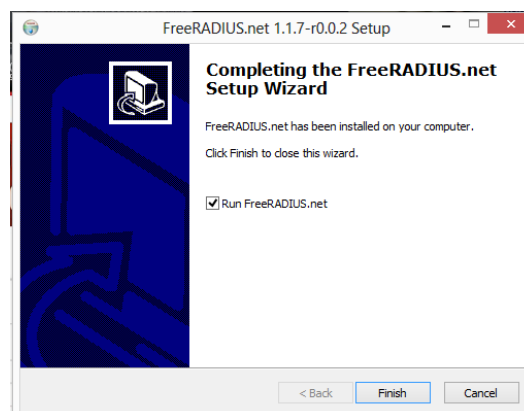 FreeRADIUS.net 1.1.7-r0.0.2 Setup
Completing the FreeRADIUS.net
Setup Wizard
FreeRADIUS.net has been installed on your computer.
Click Finish to close this wizard.
Run FreeRADIUS.net
< Back
Finish
Cancel